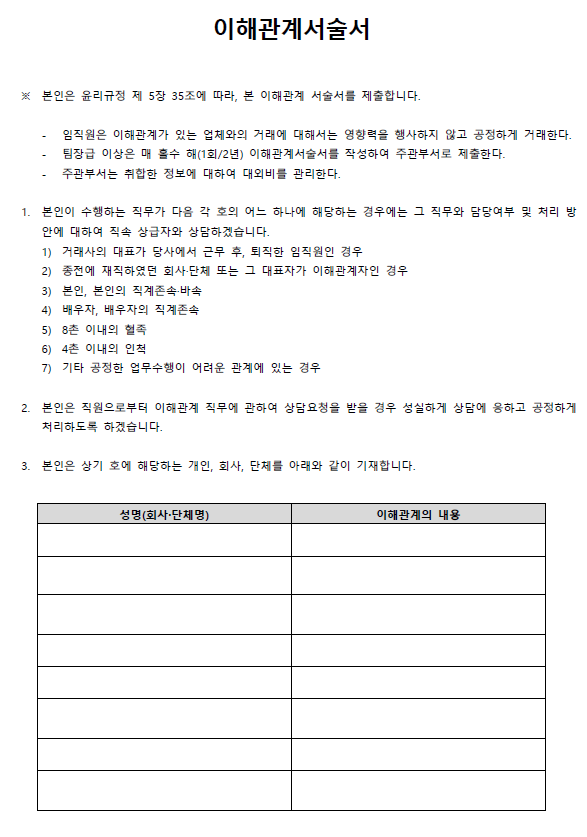 이해관계서술서
※ 본인은 윤리규정 제 5장 35조에 따라, 본 이해관계 서술서를 제출합니다.
- 임직원은 이해관계가 있는 업체와의 거래에 대해서는 영향력을 행사하지 않고 공정하게 거래한다.
- 팀장급 이상은 매 홀수 해(1회/2년) 이해관계서술서를 작성하여 주관부서로 제출한다.
- 주관부서는 취합한 정보에 대하여 대외비를 관리한다.
1. 본인이 수행하는 직무가 다음 각 호의 어느 하나에 해당하는 경우에는 그 직무와 담당여부 및 처리 방
안에 대하여 직속 상급자와 상담하겠습니다.
1) 거래사의 대표가 당사에서 근무 후, 퇴직한 임직원인 경우
2) 종전에 재직하였던 회사·단체 또는 그 대표자가 이해관계자인 경우
3) 본인, 본인의 직계존속·바속
4) 배우자, 배우자의 직계존속
5) 8촌 이내의 혈족
6) 4촌 이내의 인척
7) 기타 공정한 업무수행이 어려운 관계에 있는 경우
2. 본인은 직원으로부터 이해관계 직무에 관하여 상담요청을 받을 경우 성실하게 상담에 응하고 공정하게
처리하도록 하겠습니다.
3. 본인은 상기 호에 해당하는 개인, 회사, 단체를 아래와 같이 기재합니다.
성명(회사·단체명) 이해관계의 내용